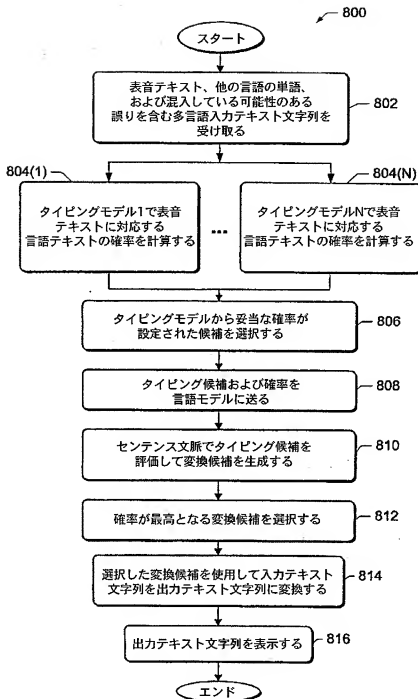 800
スタート
表音テキスト、他の言語の単語、
および混入している可能性のある
誤りを含む多言語入力テキスト文字列を
受け取る
802
804(1)
804(N)
タイピングモデル1で表音
テキストに対応する
言語テキストの確率を計算する
...
タイピングモデルNで表音
テキストに対応する
言語テキストの確率を計算する
タイピングモデルから妥当な確率が
設定された候補を選択する
806
タイピング候補および確率を
言語モデルに送る
808
センテンス文脈でタイピング候補を
評価して変換候補を生成する
810
確率が最高となる変換候補を選択する
812
選択した変換候補を使用して入力テキスト
文字列を出力テキスト文字列に変換する
814
出力テキスト文字列を表示する
816
エンド